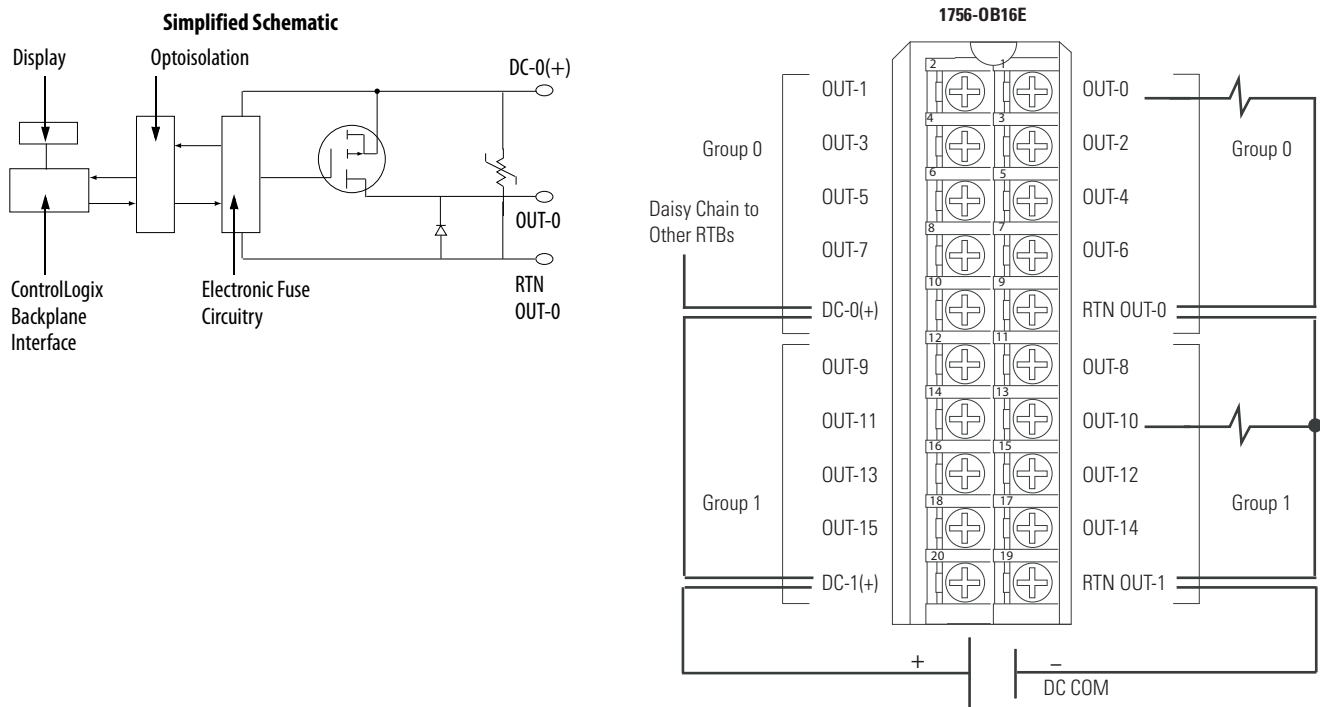 Simplified Schematic
Display
Optoisolation
DC-0(+)
OUT-0
RTN
OUT-0
ControlLogix
Backplane
Interface
Electronic Fuse
Circuitry
1756-OB16E
2 1
OUT-1
OUT-0
4 3
Group 0
OUT-3
OUT-2
Group 0
6 5
OUT-5
OUT-4
Daisy Chain to
Other RTBs
8 7
OUT-7
OUT-6
10 9
DC-0(+)
RTN OUT-0
12 11
OUT-9
OUT-8
14 13
OUT-11
OUT-10
16 15
OUT-13
OUT-12
Group 1
Group 1
18 17
OUT-15
OUT-14
20 19
DC-1(+)
RTN OUT-1
+
–
DC COM